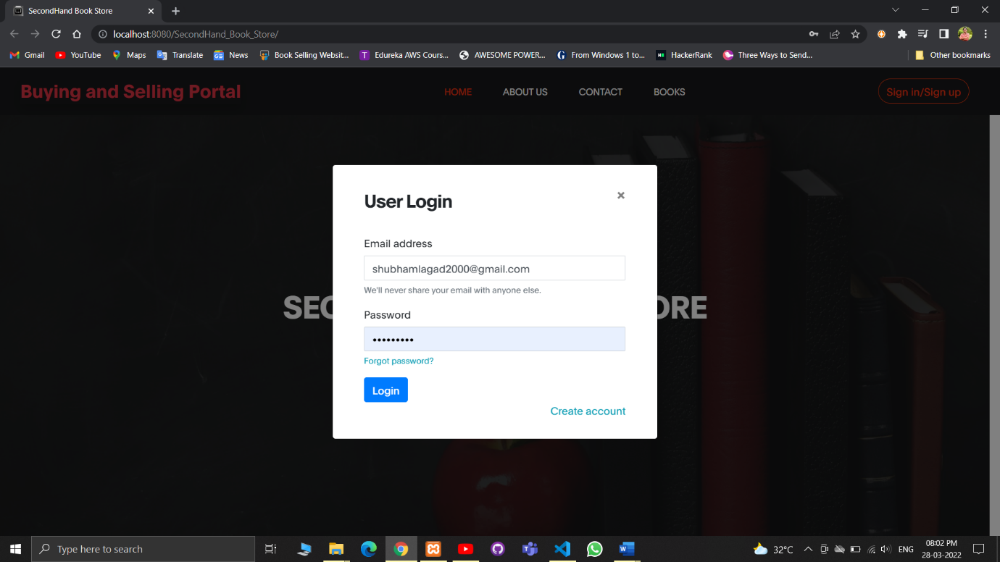 SecondHand Book Store
localhost:8080/SecondHand_Book_Store/
Gmail YouTube Maps Translate News Book Selling Websit... Edureka AWS Cours... AWESOME POWER... From Windows 1 to... HackerRank Three Ways to Send... Other bookmarks
Buying and Selling Portal HOME ABOUT US CONTACT BOOKS Sign in/Sign up
User Login
Email address
shubhamlagad2000@gmail.com
We'll never share your email with anyone else.
SEC ORE
Password
•••••••••
Forgot password?
Login
Create account
Type here to search
32°C ENG 08:02 PM
28-03-2022